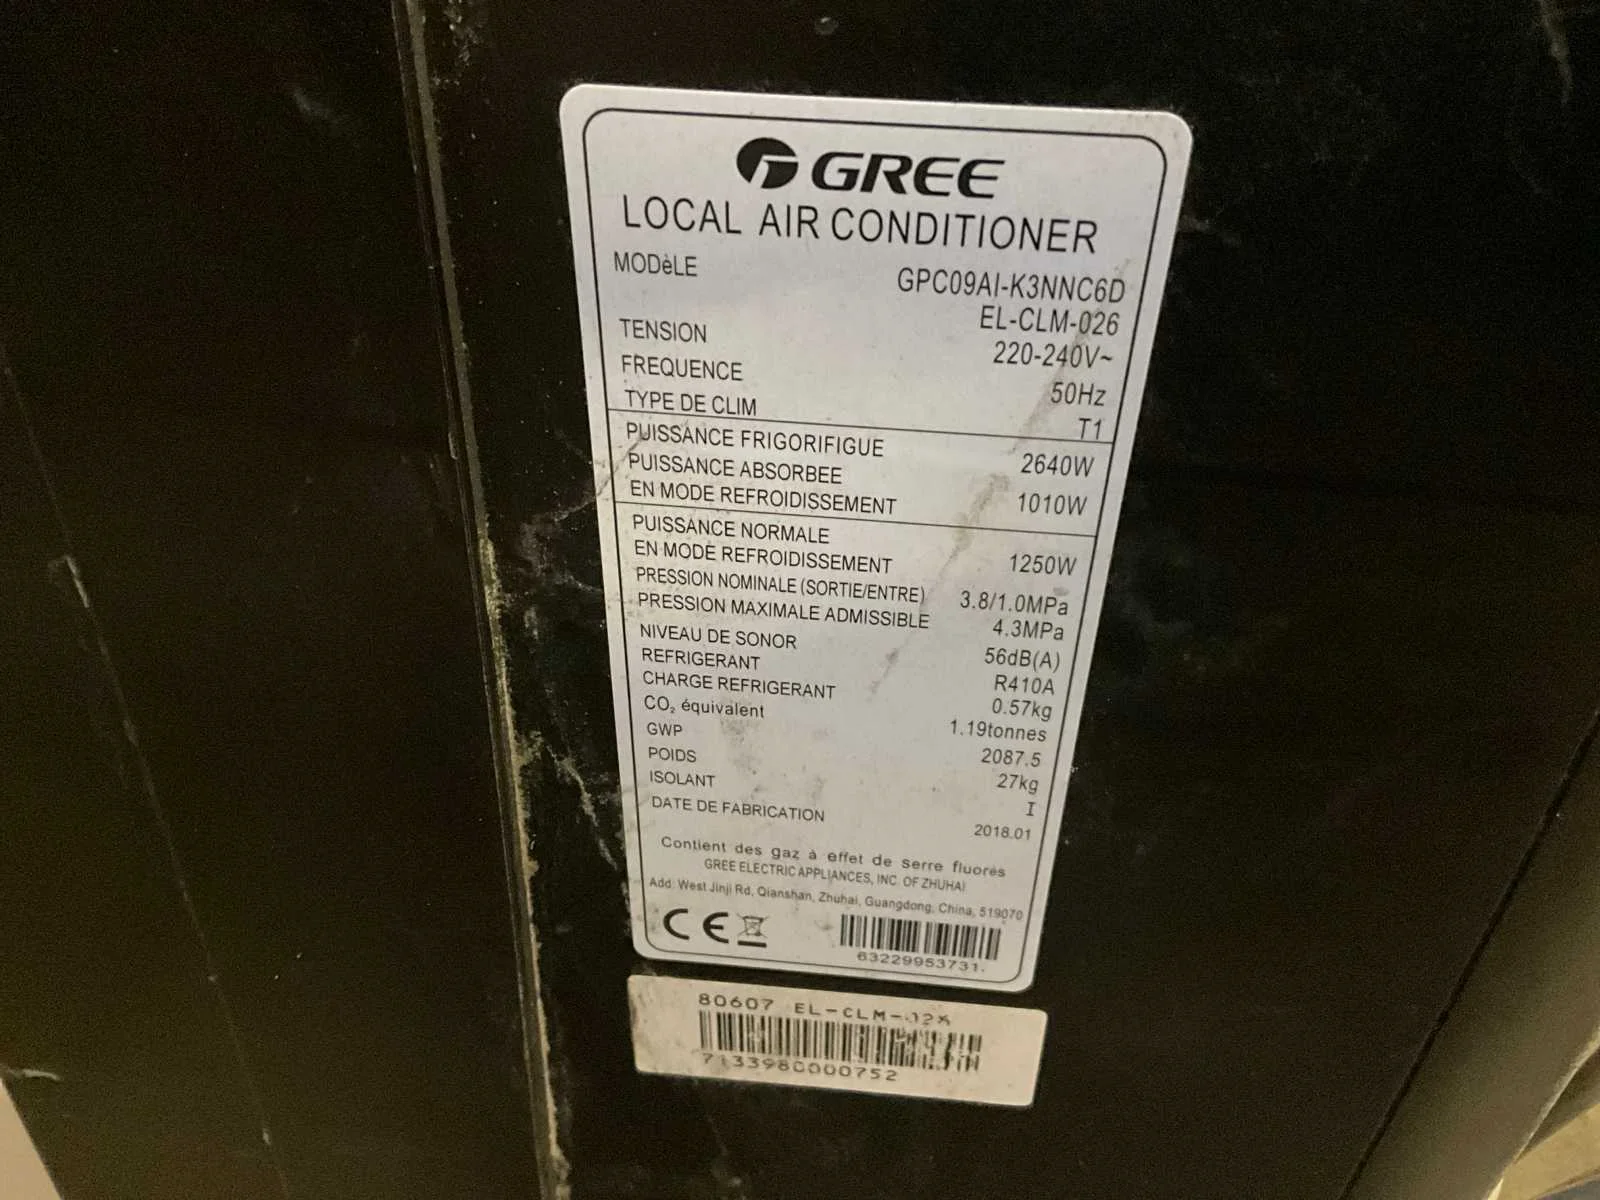 GREE
LOCAL AIR CONDITIONER
MODèLE GPC09AI-K3NNC6D
EL-CLM-026
TENSION 220-240V~
FREQUENCE 50Hz
TYPE DE CLIM T1
PUISSANCE FRIGORIFIGUE 2640W
PUISSANCE ABSORBEE
EN MODE REFROIDISSEMENT 1010W
PUISSANCE NORMALE
EN MODE REFROIDISSEMENT 1250W
PRESSION NOMINALE (SORTIE/ENTRE) 3.8/1.0MPa
PRESSION MAXIMALE ADMISSIBLE 4.3MPa
NIVEAU DE SONOR 56dB(A)
REFRIGERANT R410A
CHARGE REFRIGERANT 0.57kg
CO₂ équivalent 1.19tonnes
GWP 2087.5
POIDS 27kg
ISOLANT I
DATE DE FABRICATION 2018.01
Contient des gaz à effet de serre fluorés
GREE ELECTRIC APPLIANCES, INC. OF ZHUHAI
Add: West Jinji Rd, Qianshan, Zhuhai, Guangdong, China, 519070
CE
63229953731.
80607
7133980000752